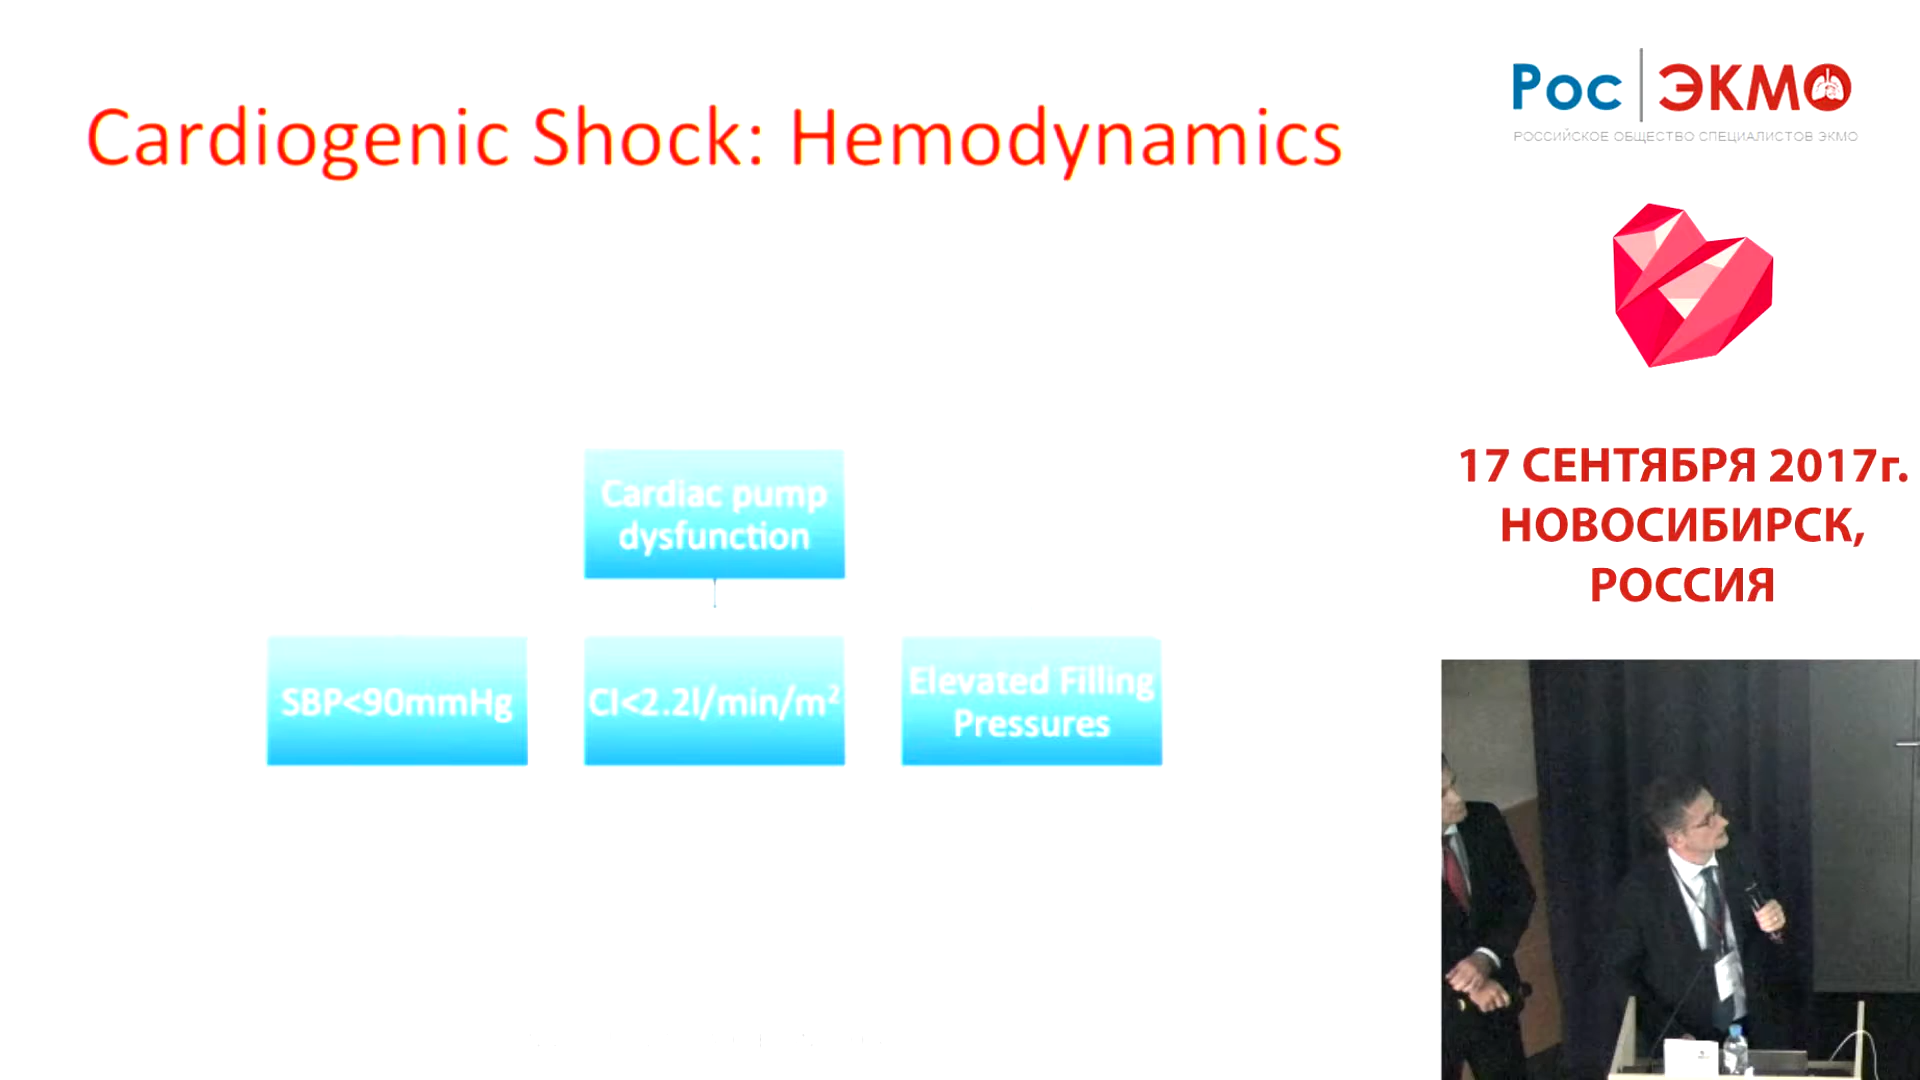 Cardiogenic Shock: Hemodynamics
Cardiac pump
dysfunction
SBP<90mmHg
CI<2.2l/min/m²
Elevated Filling
Pressures
Рос ЭКМО
РОССИЙСКОЕ ОБЩЕСТВО СПЕЦИАЛИСТОВ ЭКМО
17 СЕНТЯБРЯ 2017г.
НОВОСИБИРСК,
РОССИЯ